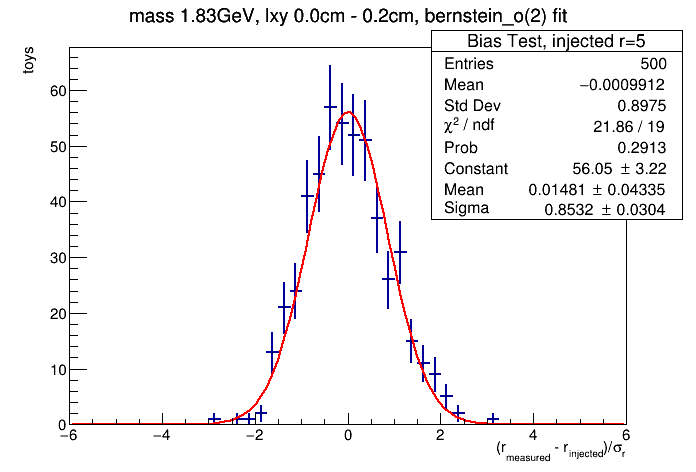 mass 1.83GeV, lxy 0.0cm - 0.2cm, bernstein_o(2) fit
toys
Bias Test, injected r=5
Entries 500
Mean −0.0009912
Std Dev 0.8975
χ² / ndf 21.86 / 19
Prob 0.2913
Constant 56.05 ± 3.22
Mean 0.01481 ± 0.04335
Sigma 0.8532 ± 0.0304
60
50
40
30
20
10
0
−6 −4 −2 0 2 4 6
(r_measured - r_injected)/σ_r